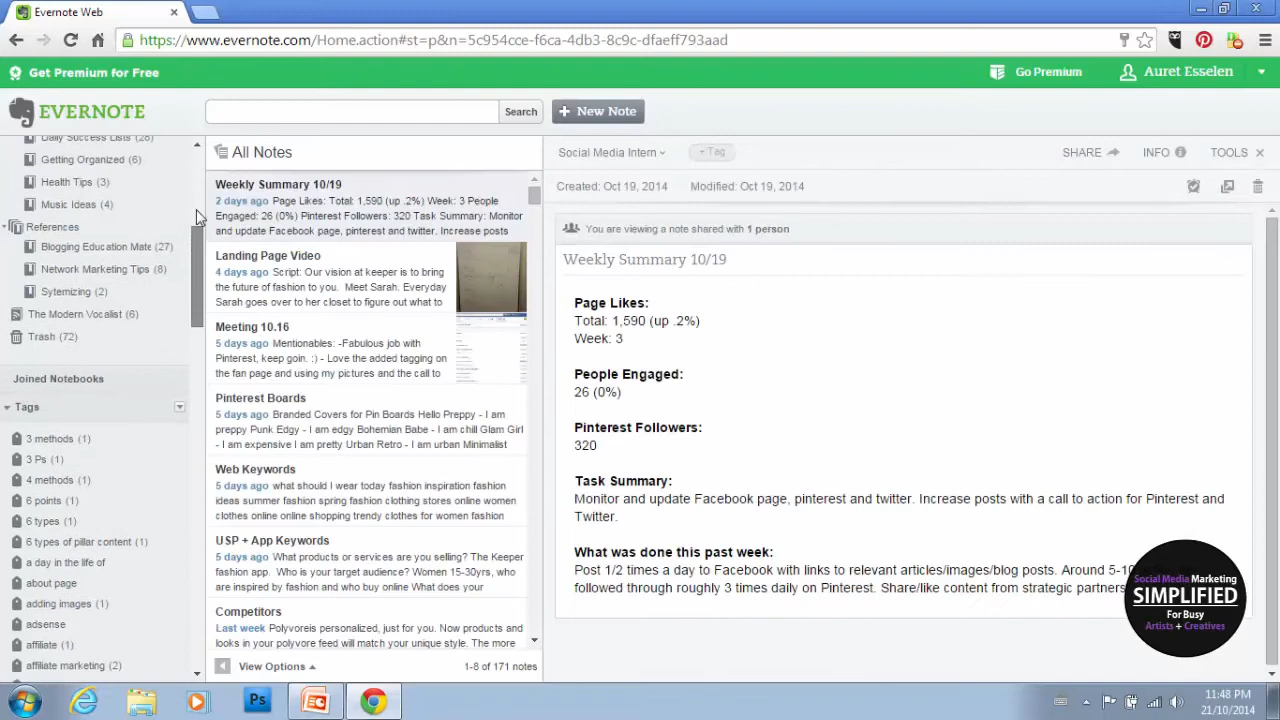 Evernote Web
https://www.evernote.com/Home.action#st=p&n=5c954cce-f6ca-4db3-8c9c-dfaeff793aad
Get Premium for Free
Go Premium
Auret Esselen
EVERNOTE
Search
New Note
Daily Success Lists (28)
Getting Organized (6)
Health Tips (3)
Music Ideas (4)
References
Blogging Education Mate (27)
Network Marketing Tips (8)
Sytemizing (2)
The Modern Vocalist (6)
Trash (72)
Joined Notebooks
Tags
3 methods (1)
3 Ps (1)
4 methods (1)
6 points (1)
6 types (1)
6 types of pillar content (1)
a day in the life of
about page
adding images (1)
adsense
affiliate (1)
affiliate marketing (2)
All Notes
Weekly Summary 10/19
2 days ago Page Likes: Total: 1,590 (up .2%) Week: 3 People
Engaged: 26 (0%) Pinterest Followers: 320 Task Summary: Monitor
and update Facebook page, pinterest and twitter. Increase posts
Landing Page Video
4 days ago Script: Our vision at keeper is to bring
the future of fashion to you. Meet Sarah. Everyday
Sarah goes over to her closet to figure out what to
Meeting 10.16
5 days ago Mentionables: -Fabulous job with
Pinterest, keep goin. :) - Love the added tagging on
the fan page and using my pictures and the call to
Pinterest Boards
5 days ago Branded Covers for Pin Boards Hello Preppy - I am
preppy Punk Edgy - I am edgy Bohemian Babe - I am chill Glam Girl
- I am expensive I am pretty Urban Retro - I am urban Minimalist
Web Keywords
5 days ago what should I wear today fashion inspiration fashion
ideas summer fashion spring fashion clothing stores online women
clothes online online shopping trendy clothes for women fashion
USP + App Keywords
5 days ago What products or services are you selling? The Keeper
fashion app. Who is your target audience? Women 15-30yrs, who
are inspired by fashion and who buy online What does your
Competitors
Last week Polyvoreis personalized, just for you. Now products and
looks in your polyvore feed will match your unique style. The more
View Options
1-8 of 171 notes
Social Media Intern
+ Tag
SHARE
INFO
TOOLS
Created: Oct 19, 2014 Modified: Oct 19, 2014
You are viewing a note shared with 1 person
Weekly Summary 10/19
Page Likes:
Total: 1,590 (up .2%)
Week: 3
People Engaged:
26 (0%)
Pinterest Followers:
320
Task Summary:
Monitor and update Facebook page, pinterest and twitter. Increase posts with a call to action for Pinterest and
Twitter.
What was done this past week:
Post 1/2 times a day to Facebook with links to relevant articles/images/blog posts. Around 5-10
followed through roughly 3 times daily on Pinterest. Share/like content from strategic partners
Social Media Marketing
SIMPLIFIED
For Busy
Artists + Creatives
Ps
11:48 PM
21/10/2014